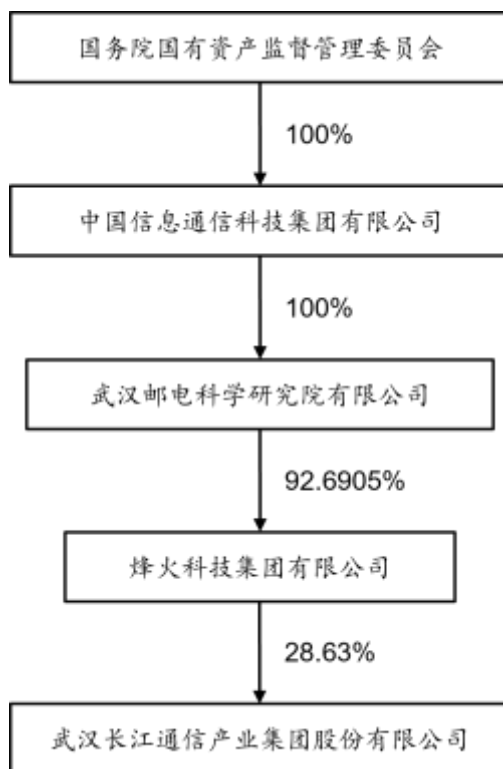 国务院国有资产监督管理委员会
100%
中国信息通信科技集团有限公司
100%
武汉邮电科学研究院有限公司
92.6905%
烽火科技集团有限公司
28.63%
武汉长江通信产业集团股份有限公司